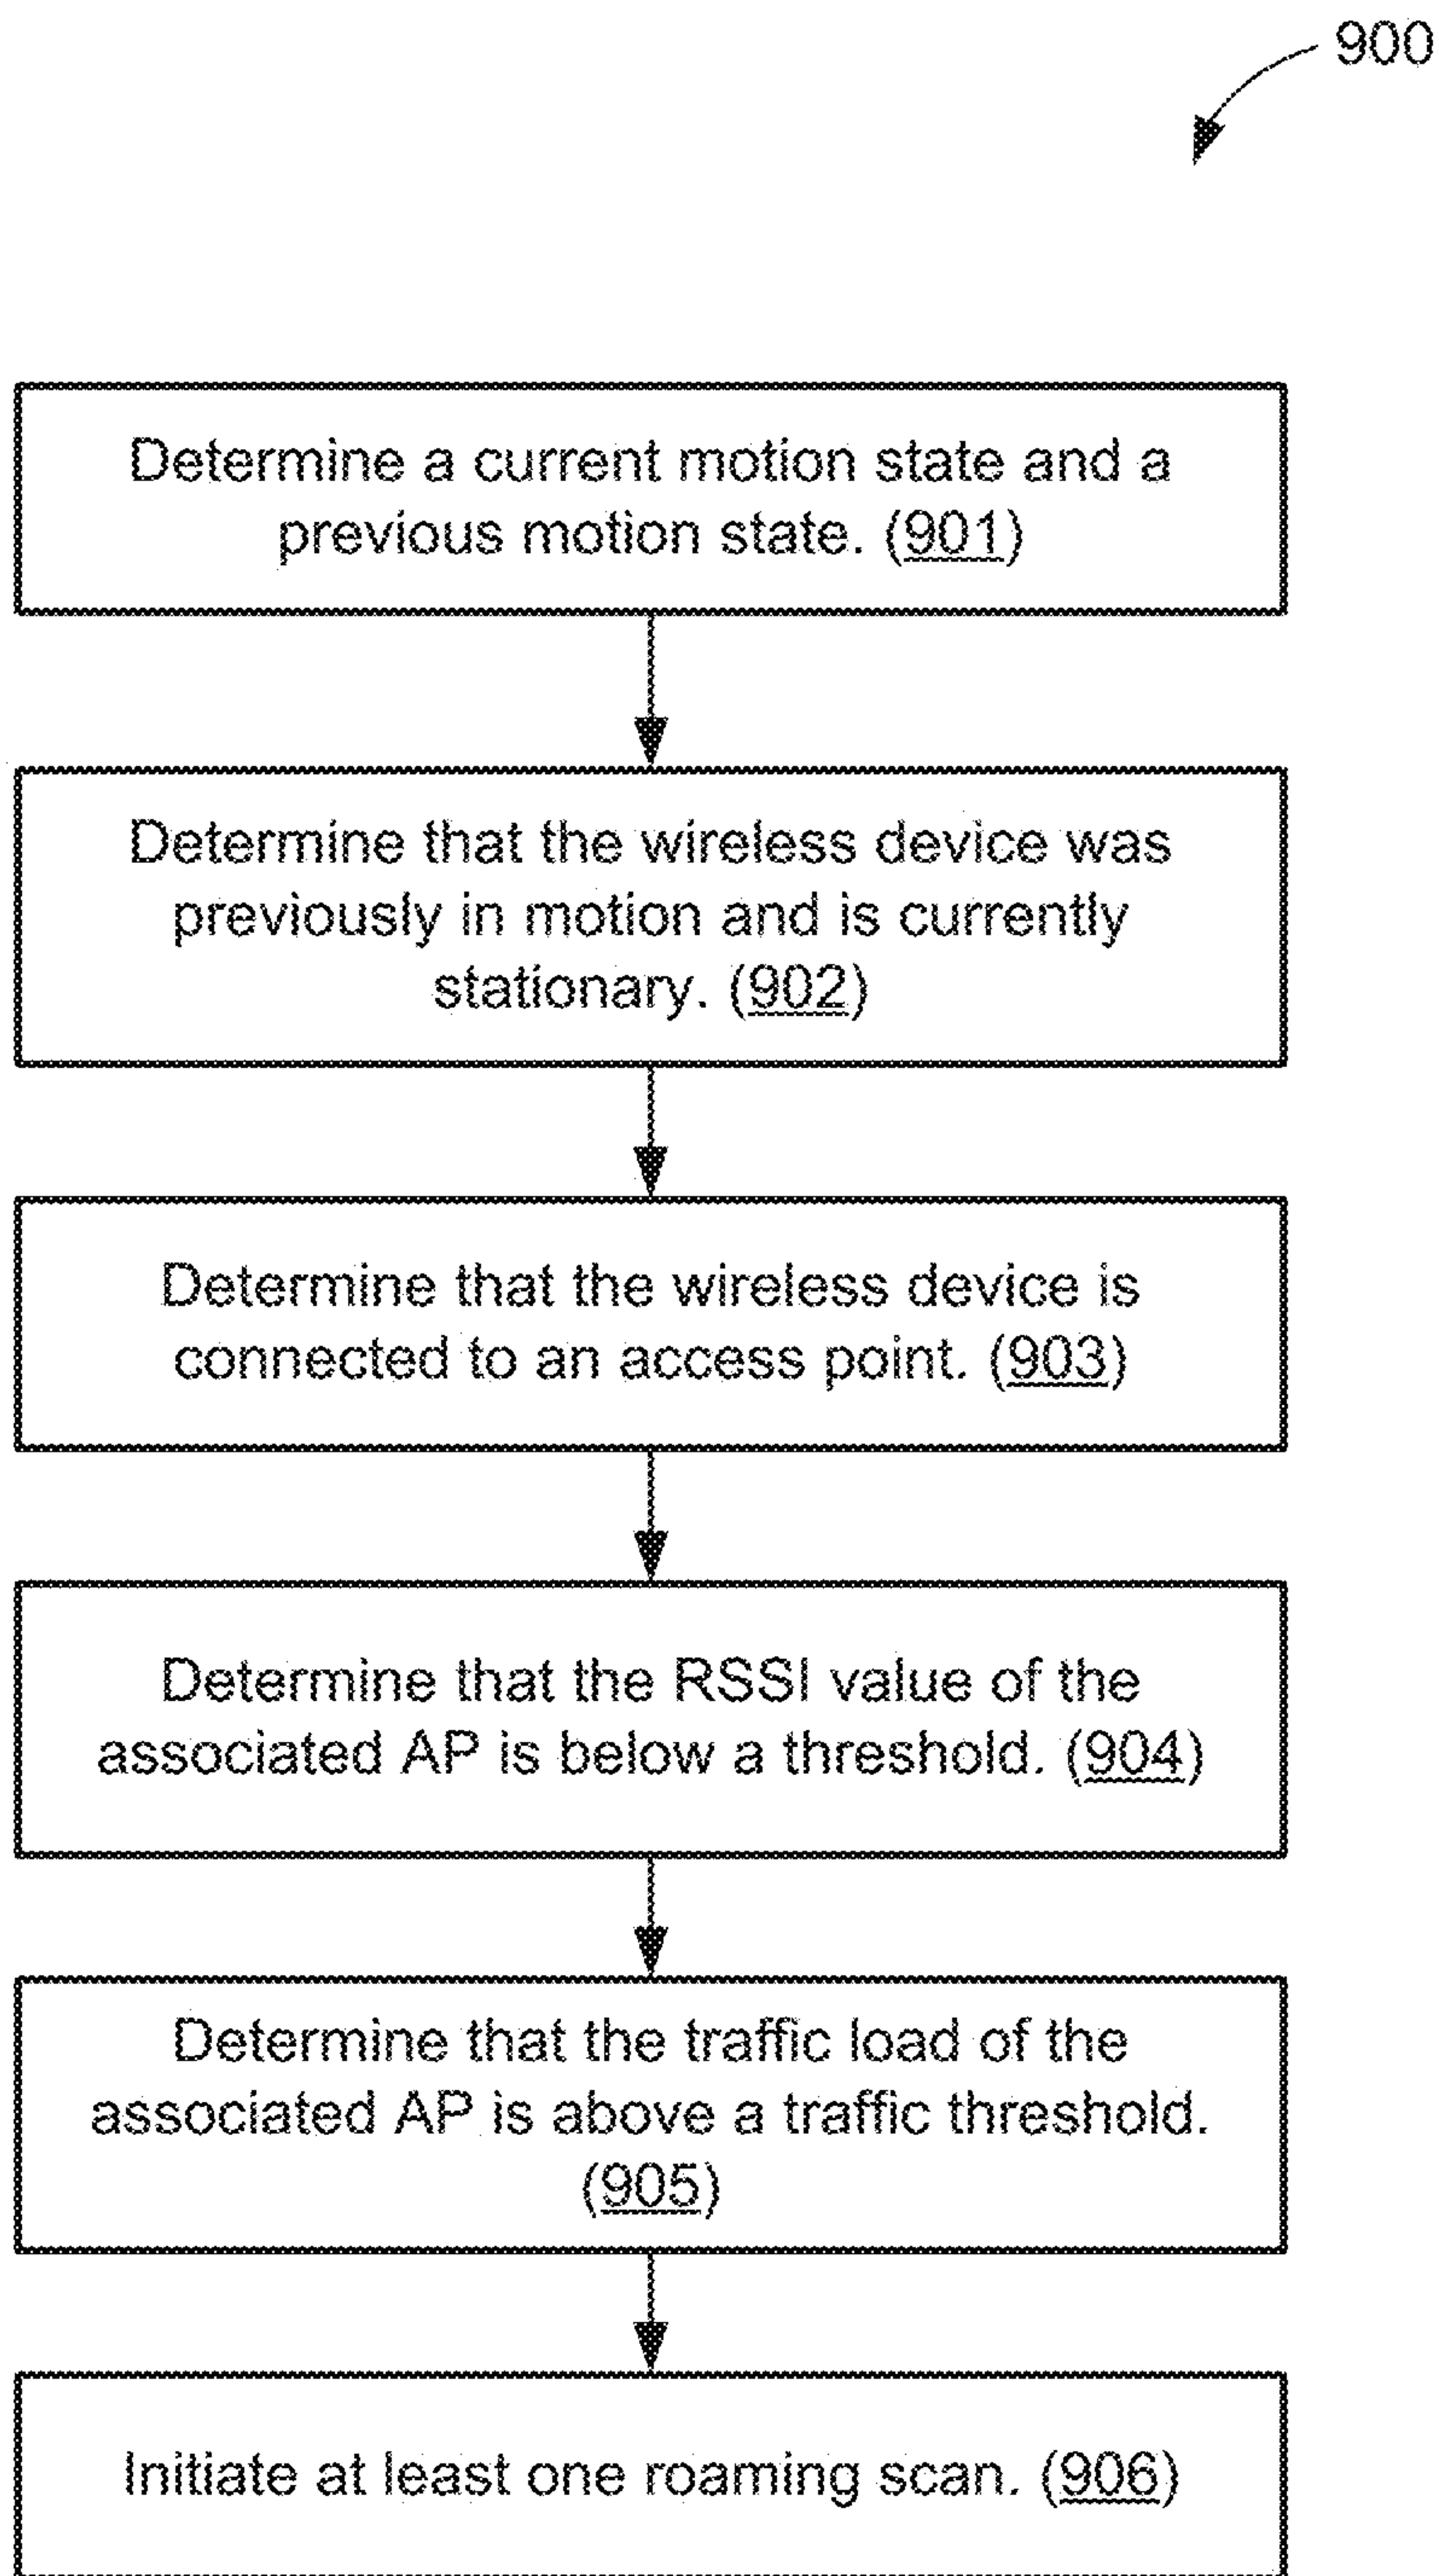 900
Determine a current motion state and a
previous motion state. (901)
Determine that the wireless device was
previously in motion and is currently
stationary. (902)
Determine that the wireless device is
connected to an access point. (903)
Determine that the RSSI value of the
associated AP is below a threshold. (904)
Determine that the traffic load of the
associated AP is above a traffic threshold.
(905)
Initiate at least one roaming scan. (906)